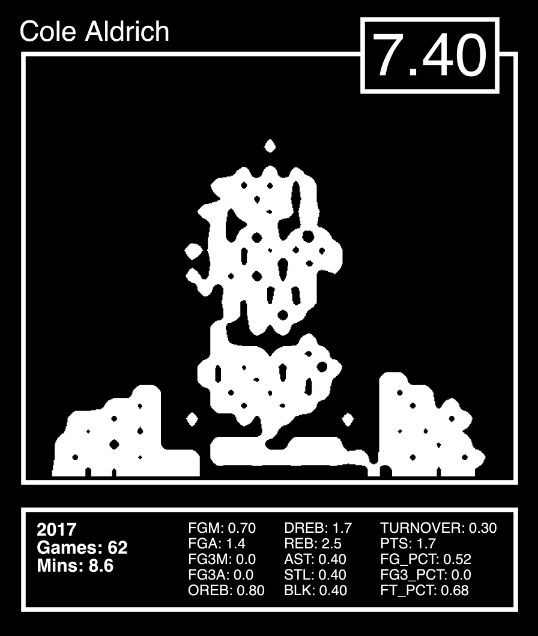 Cole Aldrich
7.40
2017
Games: 62
Mins: 8.6
FGM: 0.70
FGA: 1.4
FG3M: 0.0
FG3A: 0.0
OREB: 0.80
DREB: 1.7
REB: 2.5
AST: 0.40
STL: 0.40
BLK: 0.40
TURNOVER: 0.30
PTS: 1.7
FG_PCT: 0.52
FG3_PCT: 0.0
FT_PCT: 0.68